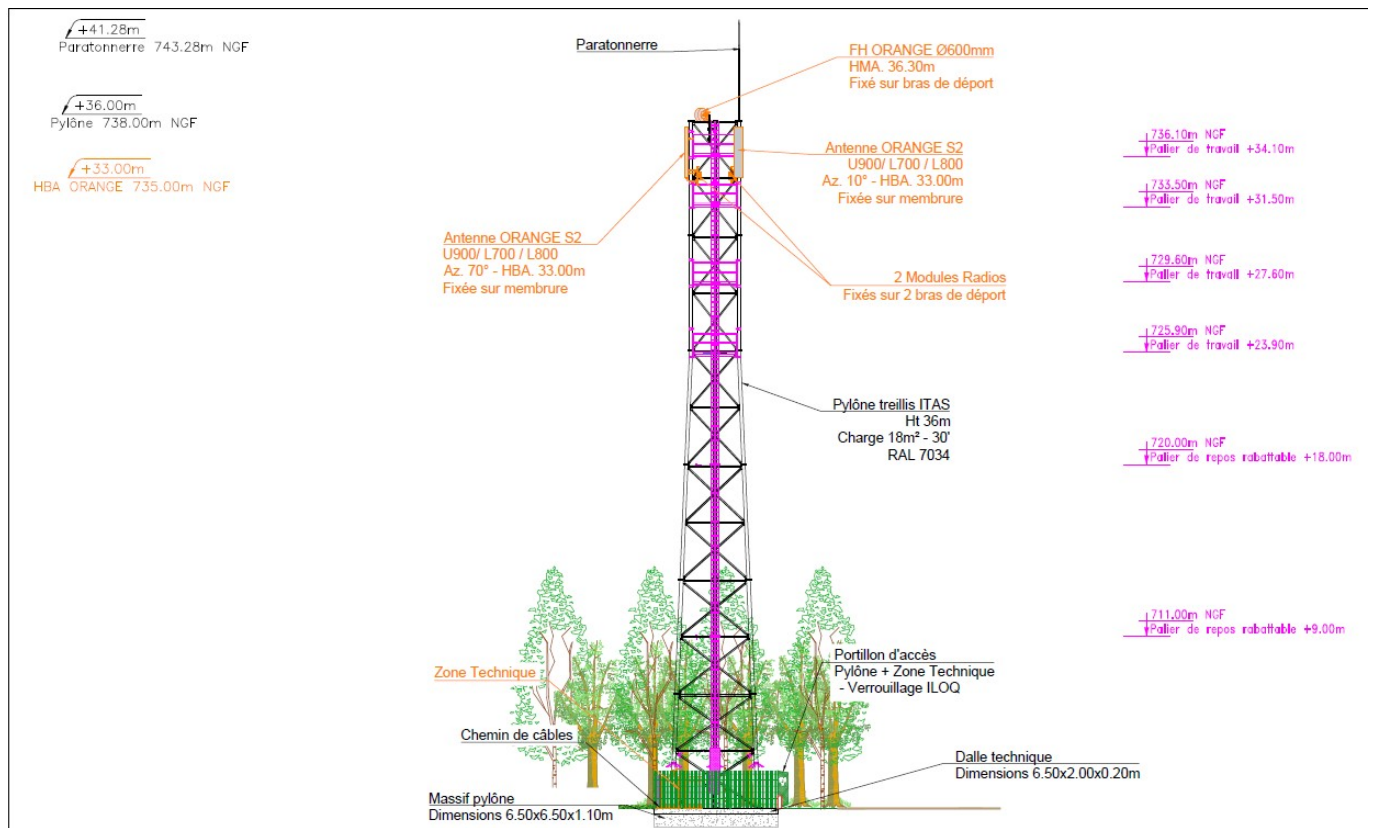 +41.28m
Paratonnerre 743.28m NGF
+36.00m
Pylône 738.00m NGF
+33.00m
HBA ORANGE 735.00m NGF
Paratonnerre
FH ORANGE Ø600mm
HMA. 36.30m
Fixé sur bras de déport
Antenne ORANGE S2
U900/ L700 / L800
Az. 10° - HBA. 33.00m
Fixée sur membrure
Antenne ORANGE S2
U900/ L700 / L800
Az. 70° - HBA. 33.00m
Fixée sur membrure
2 Modules Radios
Fixés sur 2 bras de déport
Pylône treillis ITAS
Ht 36m
Charge 18m² - 30'
RAL 7034
736.10m NGF
Palier de travail +34.10m
733.50m NGF
Palier de travail +31.50m
729.60m NGF
Palier de travail +27.60m
725.90m NGF
Palier de travail +23.90m
720.00m NGF
Palier de repos rabattable +18.00m
711.00m NGF
Palier de repos rabattable +9.00m
Zone Technique
Portillon d'accès
Pylône + Zone Technique
- Verrouillage ILOQ
Chemin de câbles
Dalle technique
Dimensions 6.50x2.00x0.20m
Massif pylône
Dimensions 6.50x6.50x1.10m